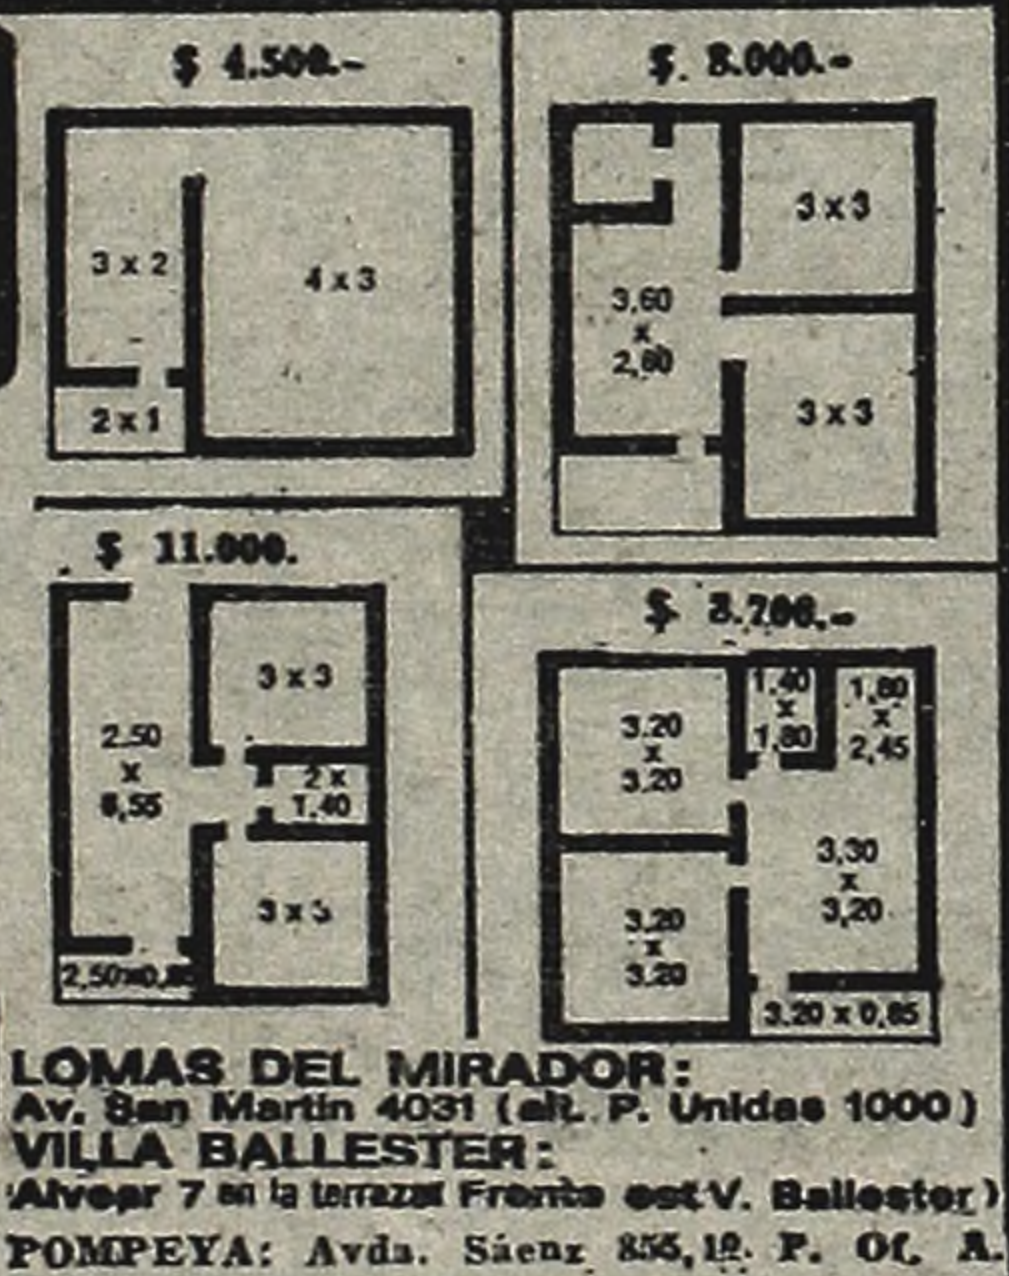 $ 4.500.-
3 x 2
4 x 3
2 x 1
$ 8.000.-
3 x 3
3,60
x
2,60
3 x 3
$ 11.000.
3 x 3
2.50
x
6,55
2 x
1,40
3 x 3
$
3.20
x
3.20
1.40
x
1.80
1,80
x
2,45
3,30
x
3,20
3.20
x
3.20
3.20 x 0,85
LOMAS DEL MIRADOR:
Av. San Martín 4031 (alt. P. Unidas 1000)
VILLA BALLESTER:
Alvear 7 en la terraza Frente est V. Ballester)
POMPEYA: Avda. Sáenz 855, 1º. P. Of. A.